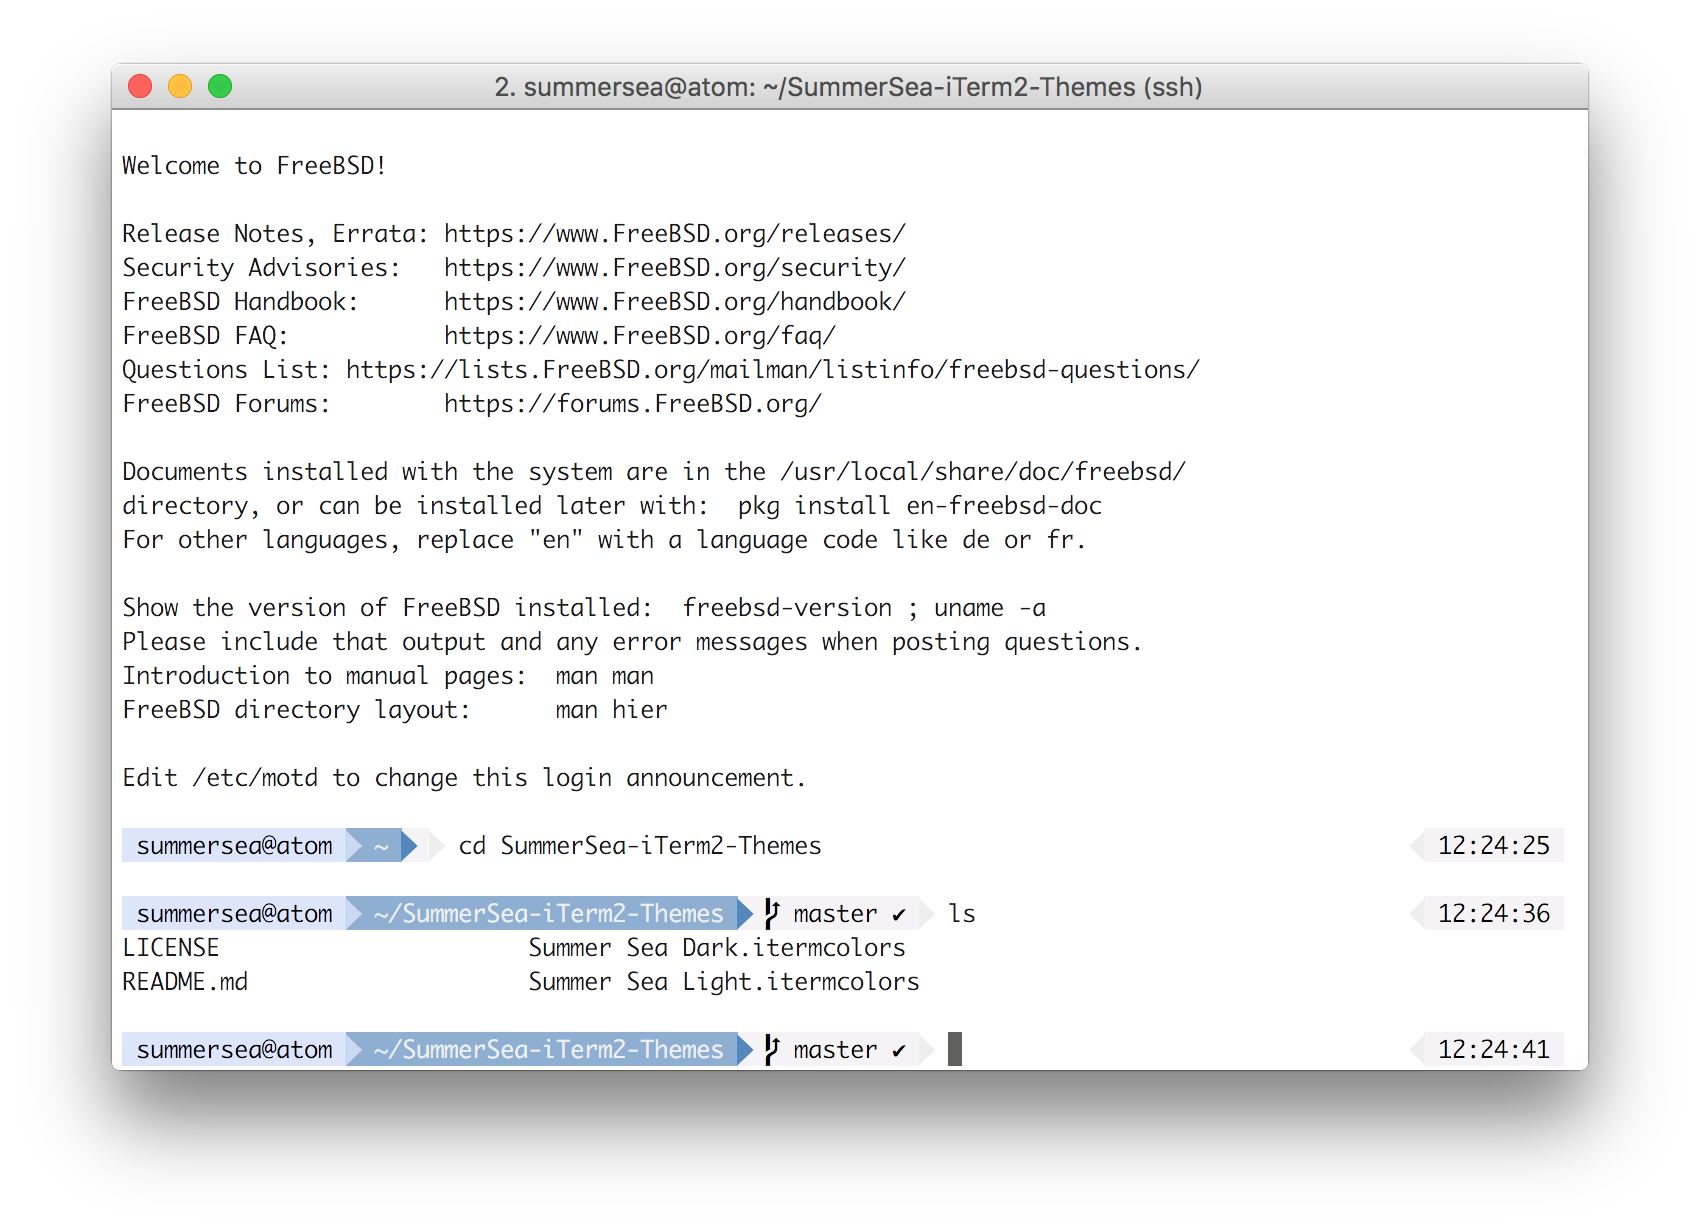 2. summersea@atom: ~/SummerSea-iTerm2-Themes (ssh)
Welcome to FreeBSD!
Release Notes, Errata: https://www.FreeBSD.org/releases/
Security Advisories:   https://www.FreeBSD.org/security/
FreeBSD Handbook:      https://www.FreeBSD.org/handbook/
FreeBSD FAQ:           https://www.FreeBSD.org/faq/
Questions List: https://lists.FreeBSD.org/mailman/listinfo/freebsd-questions/
FreeBSD Forums:        https://forums.FreeBSD.org/
Documents installed with the system are in the /usr/local/share/doc/freebsd/
directory, or can be installed later with:  pkg install en-freebsd-doc
For other languages, replace "en" with a language code like de or fr.
Show the version of FreeBSD installed:  freebsd-version ; uname -a
Please include that output and any error messages when posting questions.
Introduction to manual pages:  man man
FreeBSD directory layout:      man hier
Edit /etc/motd to change this login announcement.
summersea@atom ~ cd SummerSea-iTerm2-Themes 12:24:25
summersea@atom ~/SummerSea-iTerm2-Themes master ✔ ls 12:24:36
LICENSE                      Summer Sea Dark.itermcolors
README.md                    Summer Sea Light.itermcolors
summersea@atom ~/SummerSea-iTerm2-Themes master ✔ 12:24:41